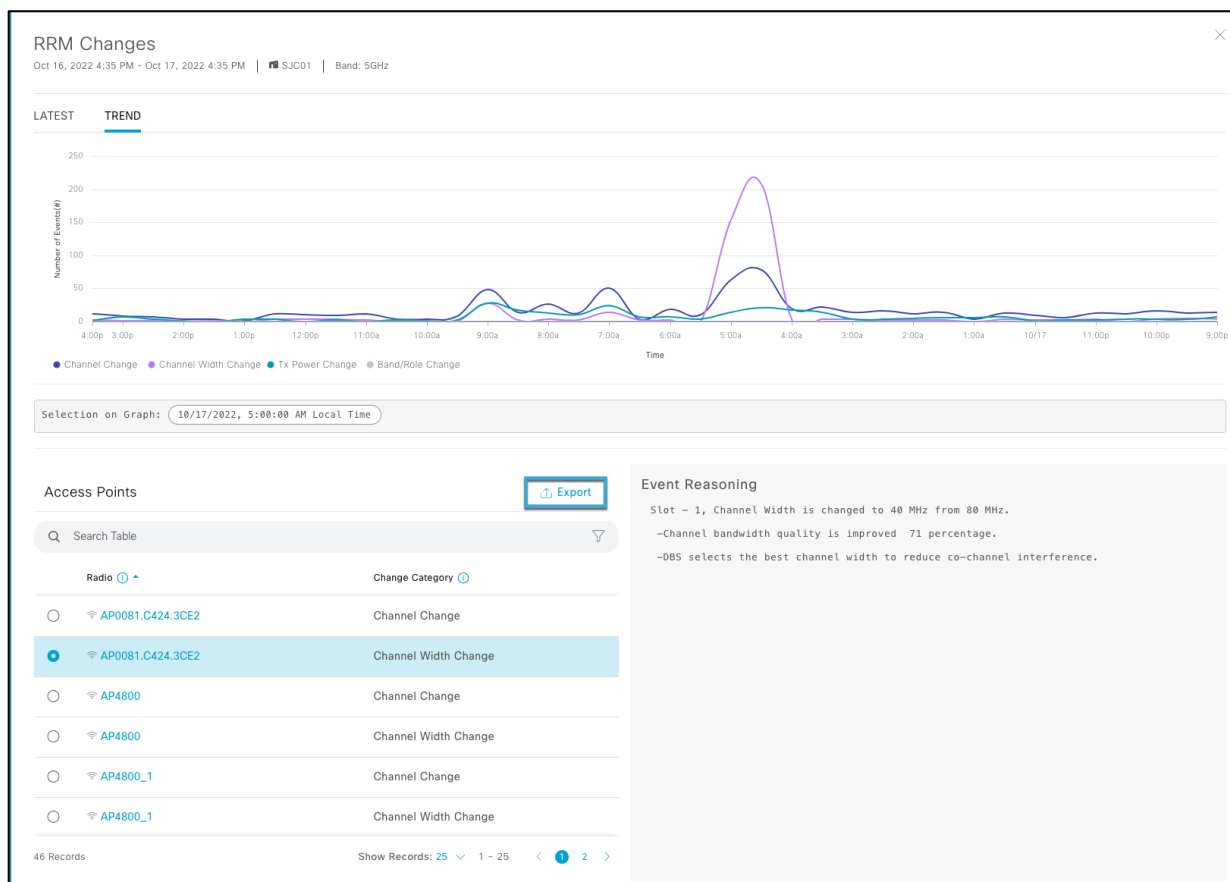 RRM Changes
Oct 16, 2022 4:35 PM - Oct 17, 2022 4:35 PM | SJC01 | Band: 5GHz
LATEST TREND
250
200
150
100
50
0
Number of Events(#)
4:00p 3:00p 2:00p 1:00p 12:00p 11:00a 10:00a 9:00a 8:00a 7:00a 6:00a 5:00a 4:00a 3:00a 2:00a 1:00a 10/17 11:00p 10:00p 9:00p
Time
Channel Change Channel Width Change Tx Power Change Band/Role Change
Selection on Graph: 10/17/2022, 5:00:00 AM Local Time
Access Points
Export
Search Table
Radio Change Category
AP0081.C424.3CE2 Channel Change
AP0081.C424.3CE2 Channel Width Change
AP4800 Channel Change
AP4800 Channel Width Change
AP4800_1 Channel Change
AP4800_1 Channel Width Change
46 Records Show Records: 25 1 - 25 < 1 2 >
Event Reasoning
Slot - 1, Channel Width is changed to 40 MHz from 80 MHz.
-Channel bandwidth quality is improved 71 percentage.
-DBS selects the best channel width to reduce co-channel interference.